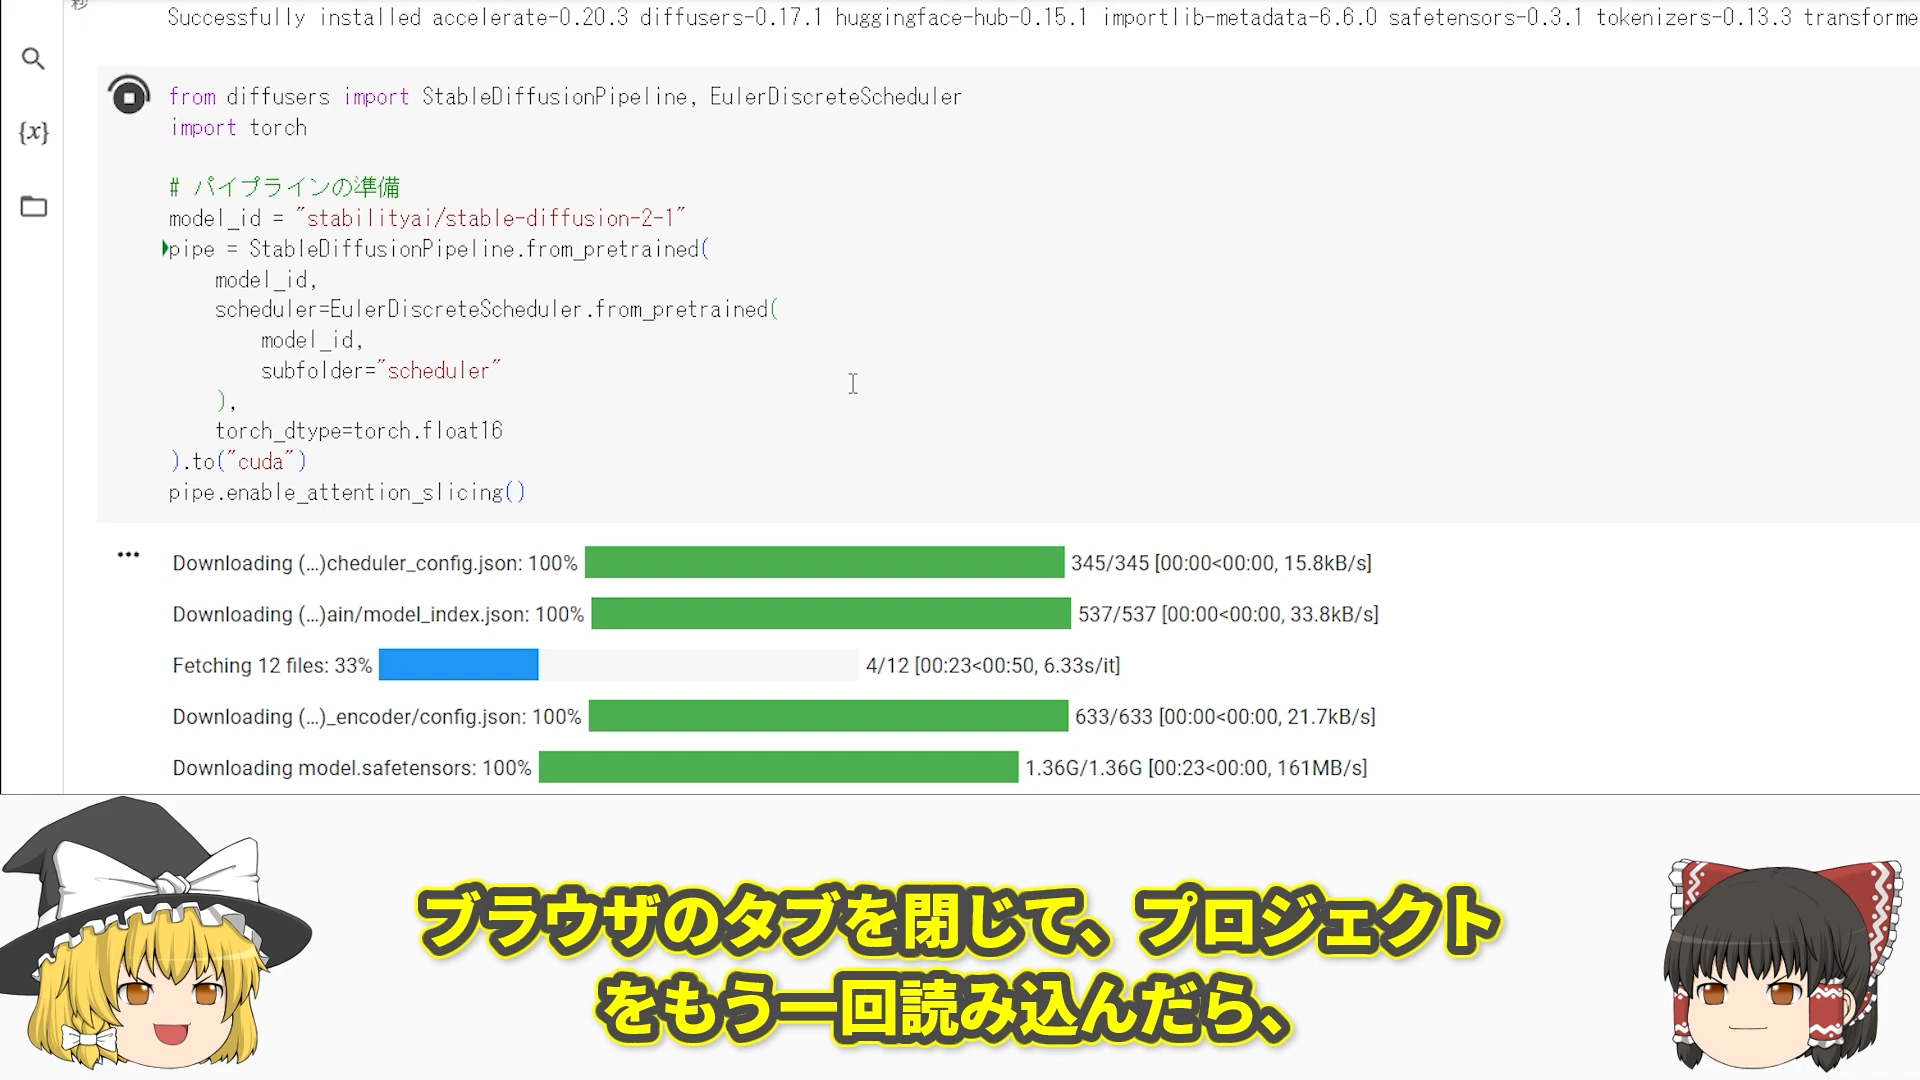 秒
Successfully installed accelerate-0.20.3 diffusers-0.17.1 huggingface-hub-0.15.1 importlib-metadata-6.6.0 safetensors-0.3.1 tokenizers-0.13.3 transforme
{x}
from diffusers import StableDiffusionPipeline, EulerDiscreteScheduler
import torch
# パイプラインの準備
model_id = "stabilityai/stable-diffusion-2-1"
pipe = StableDiffusionPipeline.from_pretrained(
model_id,
scheduler=EulerDiscreteScheduler.from_pretrained(
model_id,
subfolder="scheduler"
),
torch_dtype=torch.float16
).to("cuda")
pipe.enable_attention_slicing()
Downloading (…)cheduler_config.json: 100% 345/345 [00:00<00:00, 15.8kB/s]
Downloading (…)ain/model_index.json: 100% 537/537 [00:00<00:00, 33.8kB/s]
Fetching 12 files: 33% 4/12 [00:23<00:50, 6.33s/it]
Downloading (…)_encoder/config.json: 100% 633/633 [00:00<00:00, 21.7kB/s]
Downloading model.safetensors: 100% 1.36G/1.36G [00:23<00:00, 161MB/s]
ブラウザのタブを閉じて、プロジェクト
をもう一回読み込んだら、